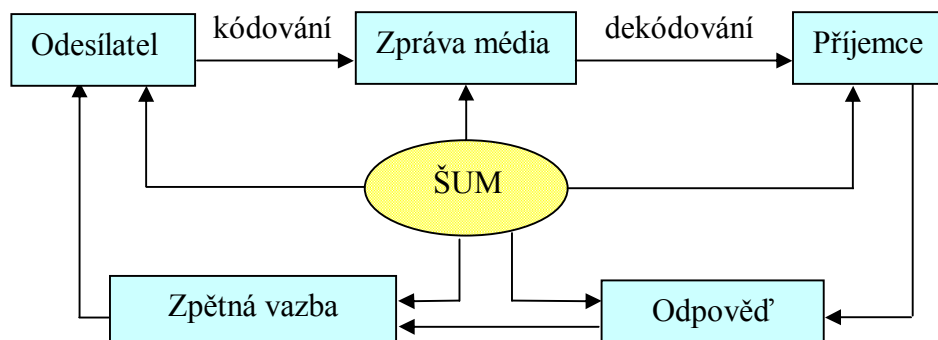 Odesílatel
kódování
Zpráva média
dekódování
Příjemce
ŠUM
Zpětná vazba
Odpověď